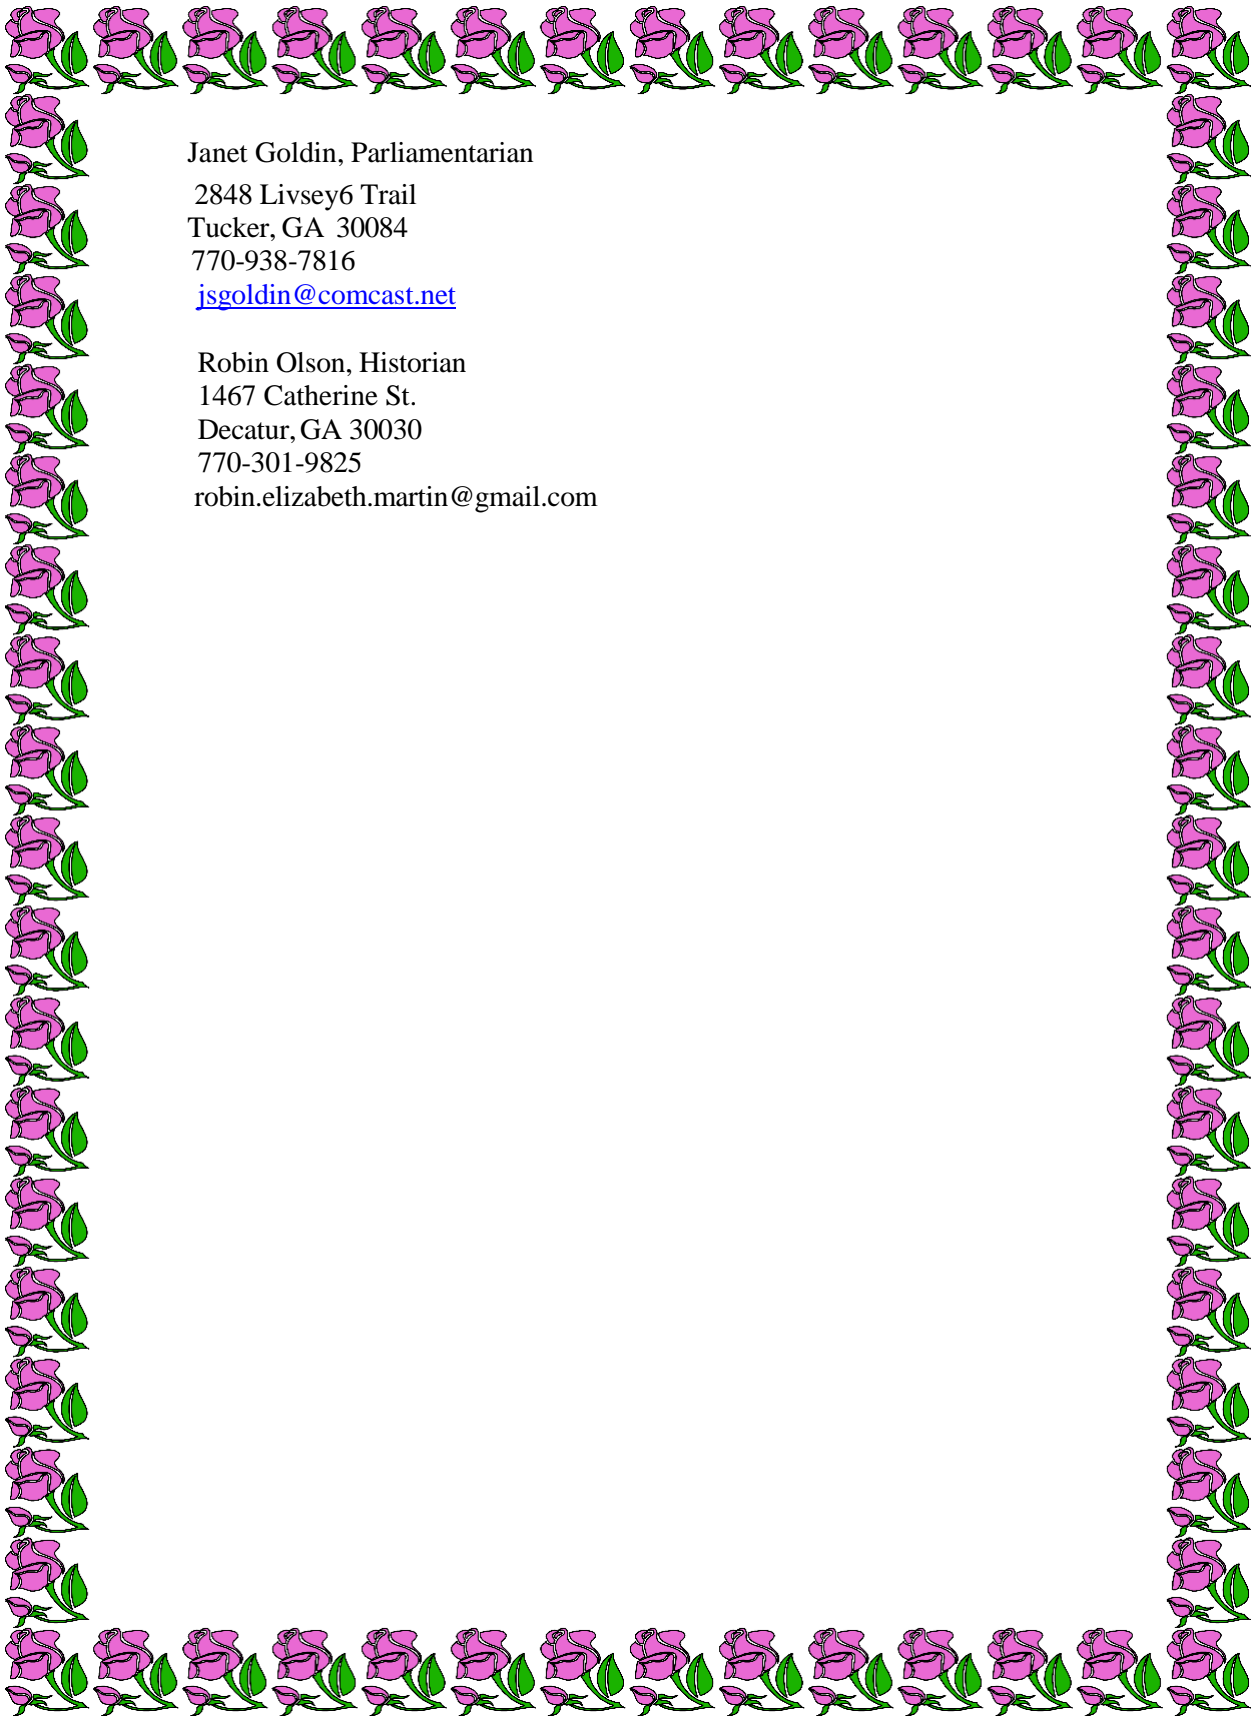 Janet Goldin, Parliamentarian
2848 Livsey6 Trail
Tucker, GA  30084
770-938-7816
jsgoldin@comcast.net
Robin Olson, Historian
1467 Catherine St.
Decatur, GA 30030
770-301-9825
robin.elizabeth.martin@gmail.com